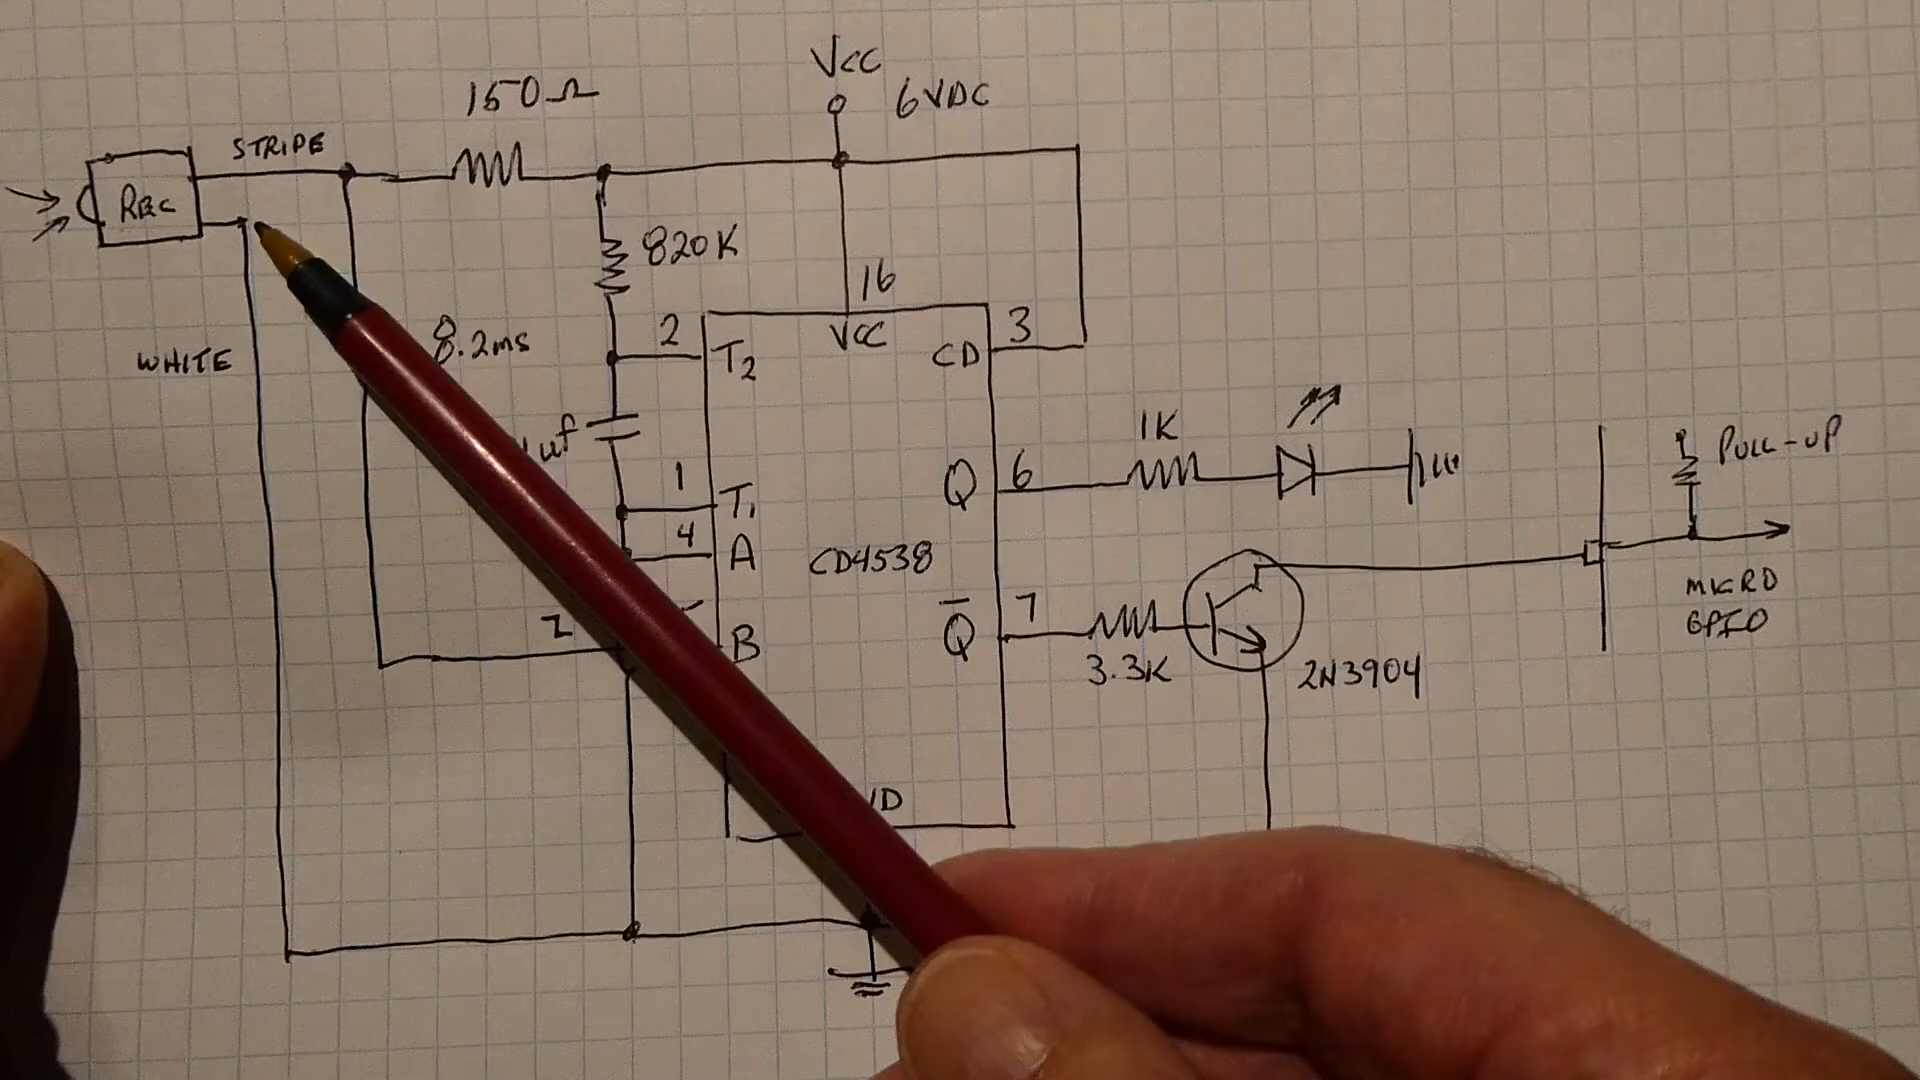 VCC
150Ω
6VDC
STRIPE
REC
820K
16
8.2ms
2
VCC
3
WHITE
T2
CD
1K
uf
1
Q
6
PULL-UP
T1
4
A
CD4538
Q̅
7
MICRO
GPIO
B
3.3K
2N3904